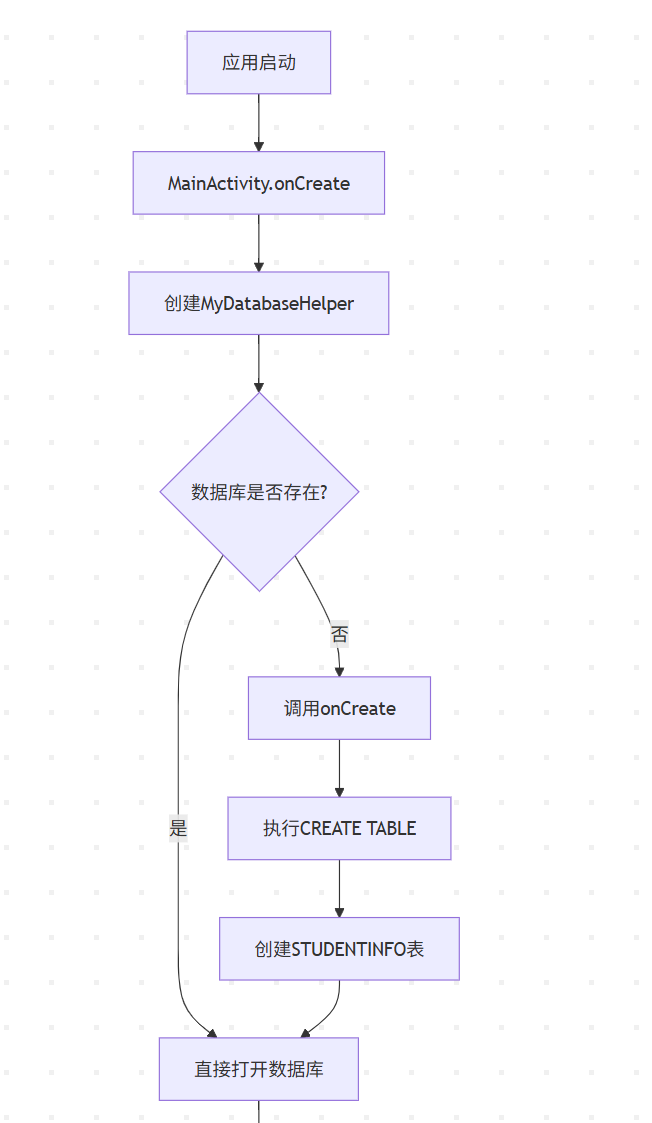 应用启动
MainActivity.onCreate
创建MyDatabaseHelper
数据库是否存在?
否
调用onCreate
是
执行CREATE TABLE
创建STUDENTINFO表
直接打开数据库